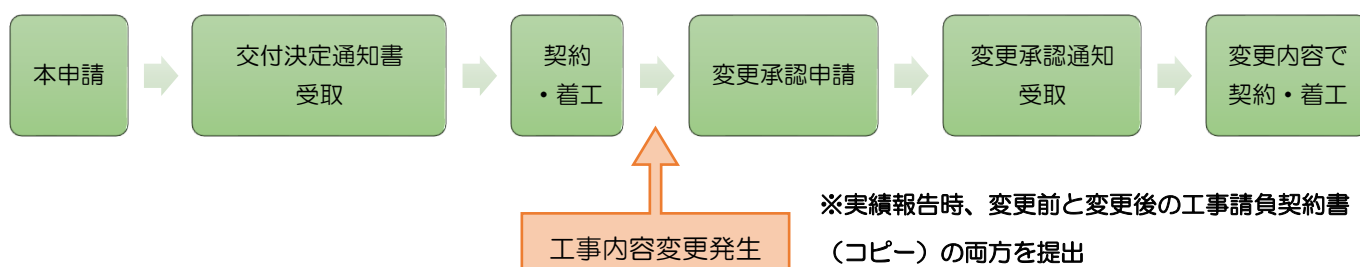 本申請
交付決定通知書
受取
契約
・着工
変更承認申請
変更承認通知
受取
変更内容で
契約・着工
工事内容変更発生
※実績報告時、変更前と変更後の工事請負契約書
（コピー）の両方を提出